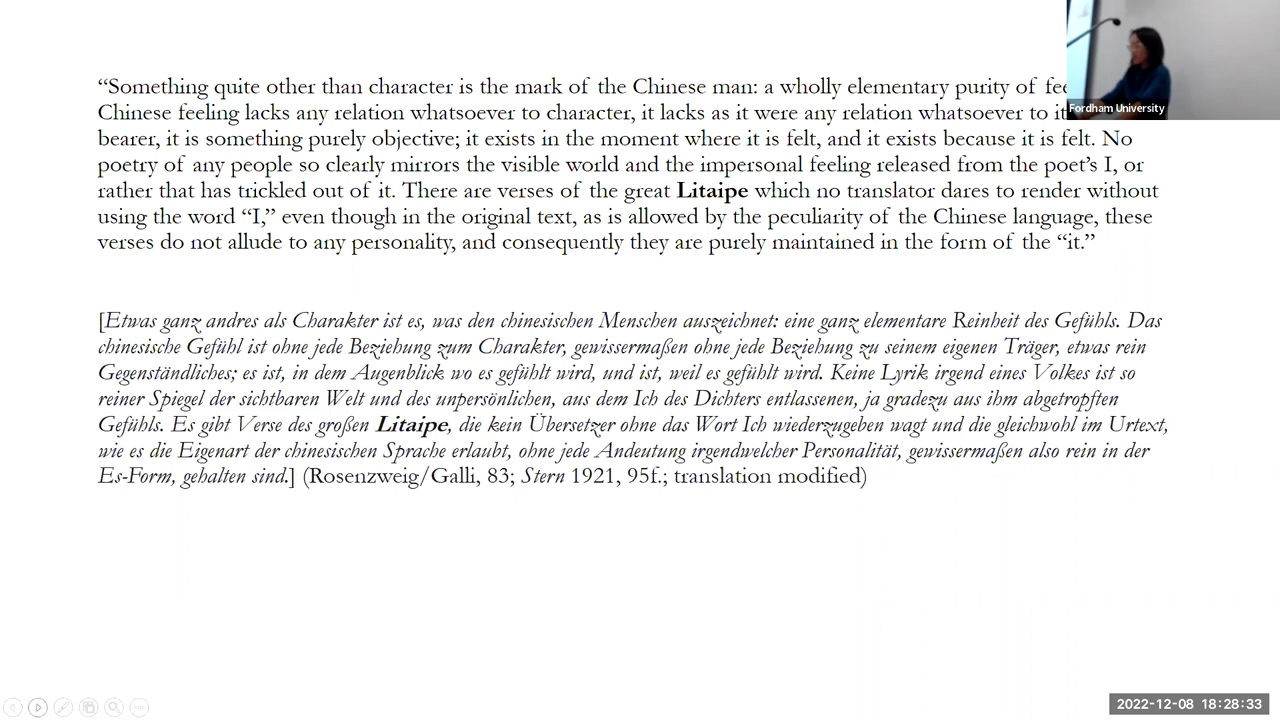 “Something quite other than character is the mark of the Chinese man: a wholly elementary purity of
Chinese feeling lacks any relation whatsoever to character, it lacks as it were any relation whatsoever to
bearer, it is something purely objective; it exists in the moment where it is felt, and it exists because it is felt. No
poetry of any people so clearly mirrors the visible world and the impersonal feeling released from the poet’s I, or
rather that has trickled out of it. There are verses of the great Litaipe which no translator dares to render without
using the word “I,” even though in the original text, as is allowed by the peculiarity of the Chinese language, these
verses do not allude to any personality, and consequently they are purely maintained in the form of the “it.”
[Etwas ganz andres als Charakter ist es, was den chinesischen Menschen auszeichnet: eine ganz elementare Reinheit des Gefühls. Das
chinesische Gefühl ist ohne jede Beziehung zum Charakter, gewissermaßen ohne jede Beziehung zu seinem eigenen Träger, etwas rein
Gegenständliches; es ist, in dem Augenblick wo es gefühlt wird, und ist, weil es gefühlt wird. Keine Lyrik irgend eines Volkes ist so
reiner Spiegel der sichtbaren Welt und des unpersönlichen, aus dem Ich des Dichters entlassenen, ja gradezu aus ihm abgetropften
Gefühls. Es gibt Verse des großen Litaipe, die kein Übersetzer ohne das Wort Ich wiederzugeben wagt und die gleichwohl im Urtext,
wie es die Eigenart der chinesischen Sprache erlaubt, ohne jede Andeutung irgendwelcher Personalität, gewissermaßen also rein in der
Es-Form, gehalten sind.] (Rosenzweig/Galli, 83; Stern 1921, 95f.; translation modified)
Fordham University
2022-12-08 18:28:33